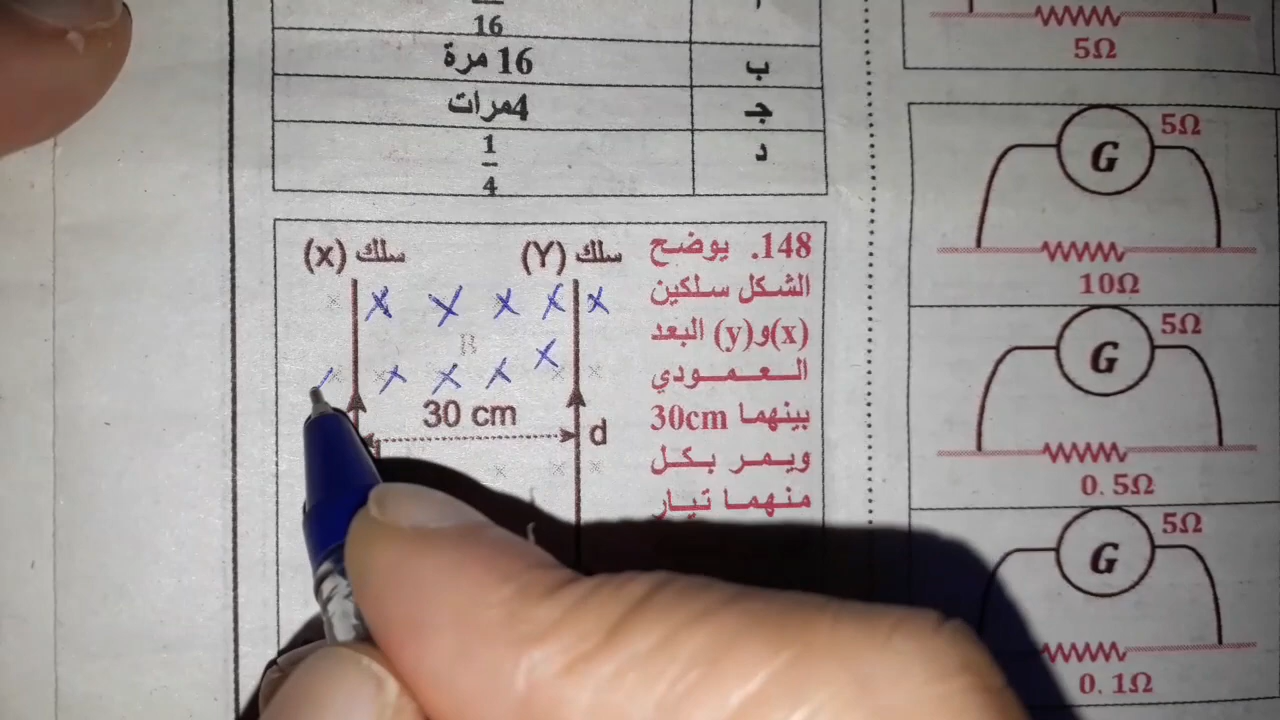 16
ب 16 مرة
جـ 4مرات
د 1
4
148. يوضح
الشكل سلكين
(x)و(y) البعد
العمودي
بينهما 30cm
ويمر بكل
منهما تيار
سلك (Y) سلك (x)
B
30 cm
d
5Ω
5Ω
G
10Ω
5Ω
G
0.5Ω
5Ω
G
0.1Ω